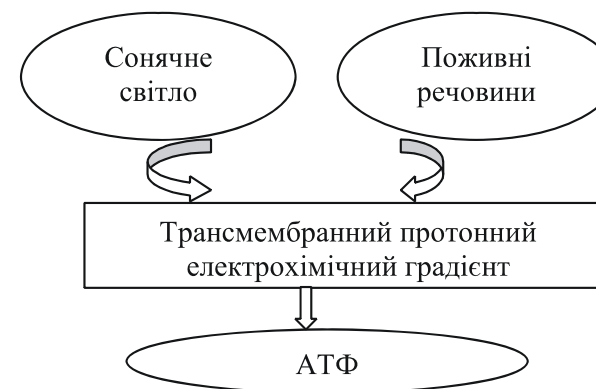 Сонячне
світло
Поживні
речовини
Трансмембранний протонний
електрохімічний градієнт
АТФ